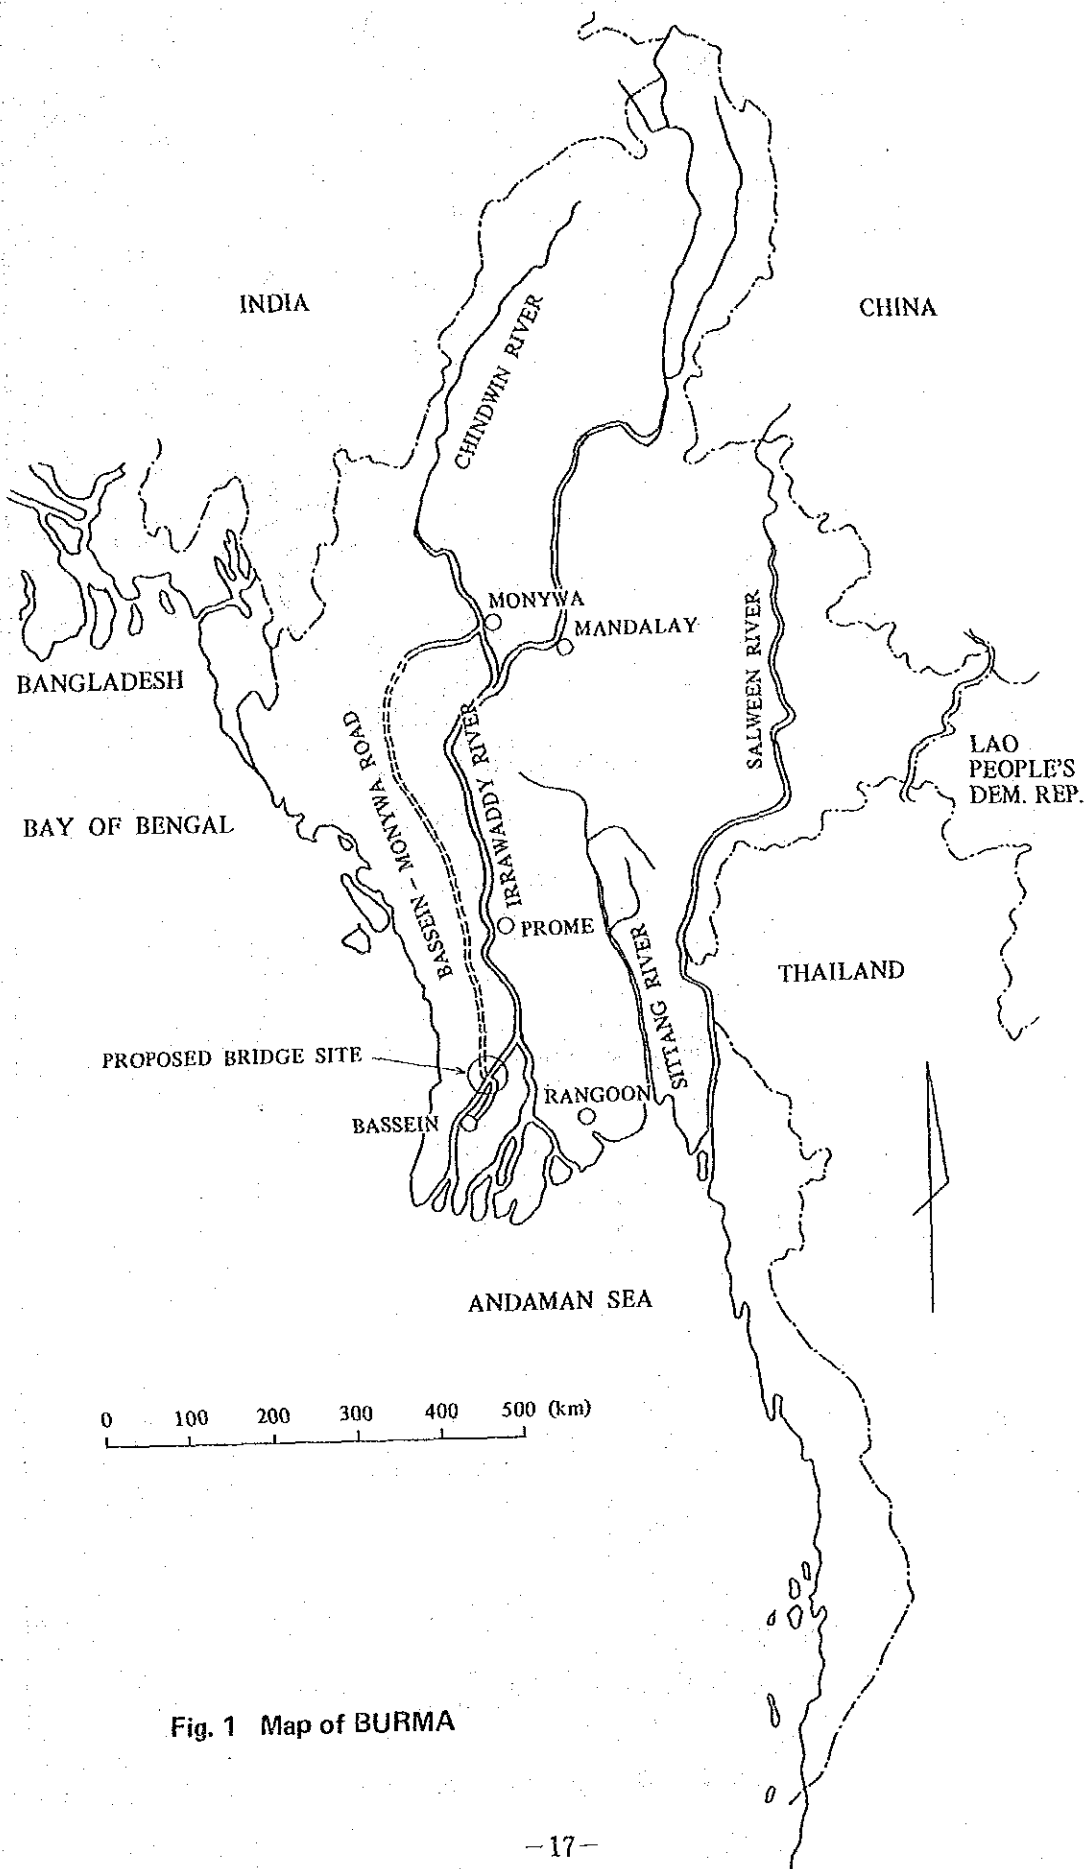 INDIA
CHINA
CHINDWIN RIVER
MONYWA
MANDALAY
SALWEEN RIVER
BANGLADESH
BASSEIN - MONYWA ROAD
IRRAWADDY RIVER
LAO
PEOPLE'S
DEM. REP.
BAY OF BENGAL
PROME
SITTANG RIVER
THAILAND
PROPOSED BRIDGE SITE
RANGOON
BASSEIN
ANDAMAN SEA
0 100 200 300 400 500 (km)
Fig. 1 Map of BURMA
-17-